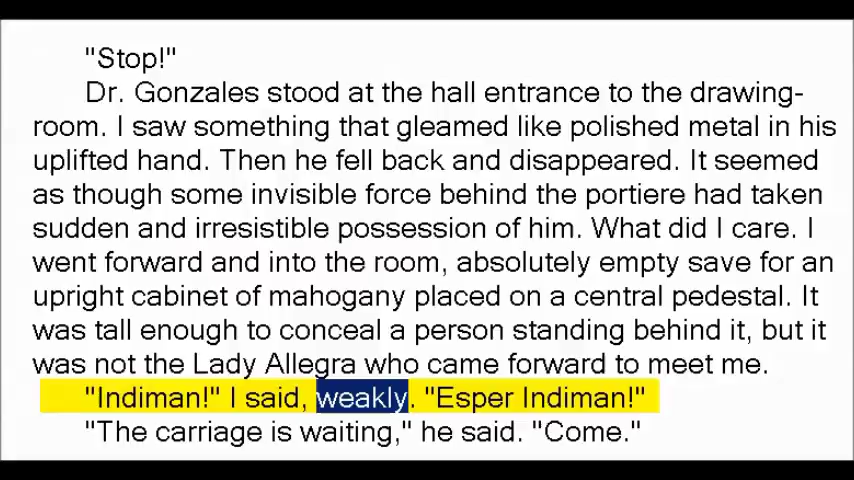 "Stop!"
Dr. Gonzales stood at the hall entrance to the drawing-
room. I saw something that gleamed like polished metal in his
uplifted hand. Then he fell back and disappeared. It seemed
as though some invisible force behind the portiere had taken
sudden and irresistible possession of him. What did I care. I
went forward and into the room, absolutely empty save for an
upright cabinet of mahogany placed on a central pedestal. It
was tall enough to conceal a person standing behind it, but it
was not the Lady Allegra who came forward to meet me.
"Indiman!" I said, weakly. "Esper Indiman!"
"The carriage is waiting," he said. "Come."